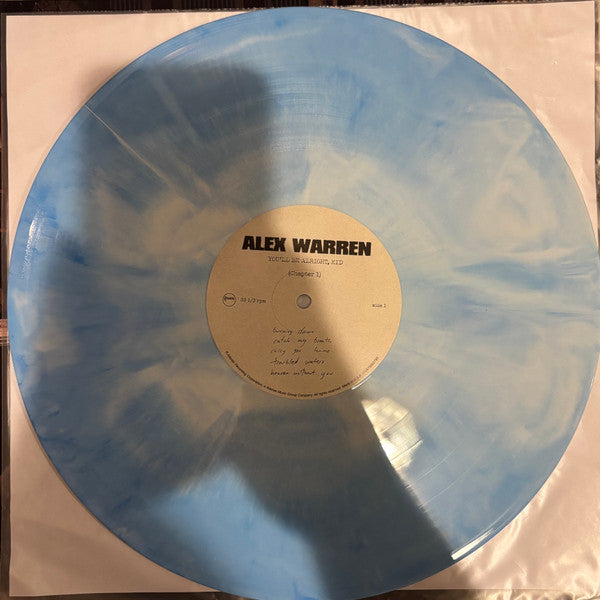 ALEX WARREN
YOU'LL BE ALRIGHT, KID
(Chapter 1)
33 1/3 rpm
side 1
burning down
catch my breath
carry you home
troubled waters
heaven without you